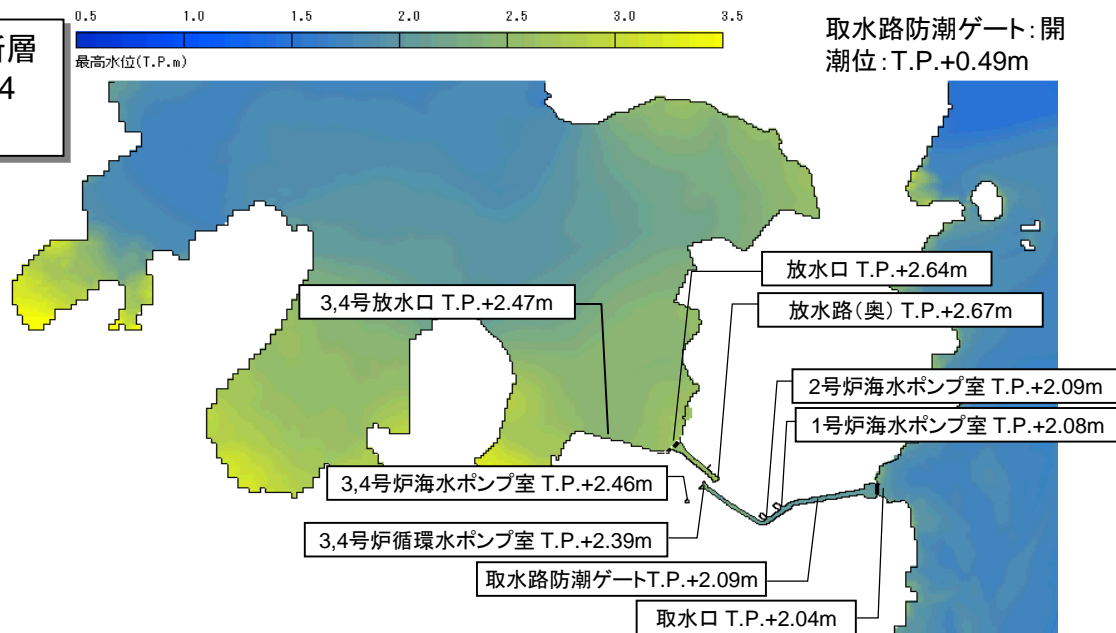 0.5 1.0 1.5 2.0 2.5 3.0 3.5
最高水位(T.P.m)
層
4
取水路防潮ゲート:開
潮位:T.P.+0.49m
放水口 T.P.+2.64m
3,4号放水口 T.P.+2.47m
放水路(奥) T.P.+2.67m
2号炉海水ポンプ室 T.P.+2.09m
1号炉海水ポンプ室 T.P.+2.08m
3,4号炉海水ポンプ室 T.P.+2.46m
3,4号炉循環水ポンプ室 T.P.+2.39m
取水路防潮ゲートT.P.+2.09m
取水口 T.P.+2.04m